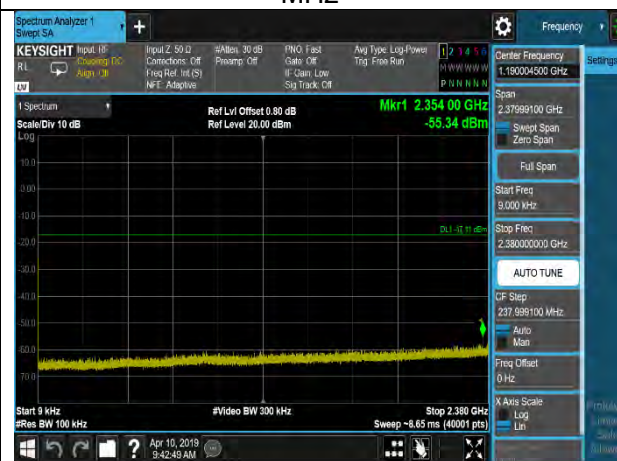 MHz
Spectrum Analyzer 1
Swept SA
Frequency
KEYSIGHT
RL
Input: RF
Coupling: DC
Align: Off
Input Z: 50 Ω
Corrections: Off
Freq Ref: Int (S)
NFE: Adaptive
#Atten: 30 dB
Preamp: Off
PNO: Fast
Gate: Off
IF Gain: Low
Sig Track: Off
Avg Type: Log-Power
Trig: Free Run
1 2 3 4 5 6
M W W W W W
P N N N N N
Center Frequency
1.190004500 GHz
Settings
1 Spectrum
Scale/Div 10 dB
Log
Ref Lvl Offset 0.80 dB
Ref Level 20.00 dBm
Mkr1 2.354 00 GHz
-55.34 dBm
Span
2.37999100 GHz
Swept Span
Zero Span
Full Span
Start Freq
9.000 kHz
Stop Freq
2.380000000 GHz
AUTO TUNE
CF Step
237.999100 MHz
Auto
Man
Freq Offset
0 Hz
X Axis Scale
Log
Lin
10.0
0.00
-10.0
-20.0
-30.0
-40.0
-50.0
-60.0
-70.0
Start 9 kHz
#Res BW 100 kHz
#Video BW 300 kHz
Stop 2.380 GHz
Sweep ~8.65 ms (40001 pts)
?
Apr 10, 2019
9:42:49 AM